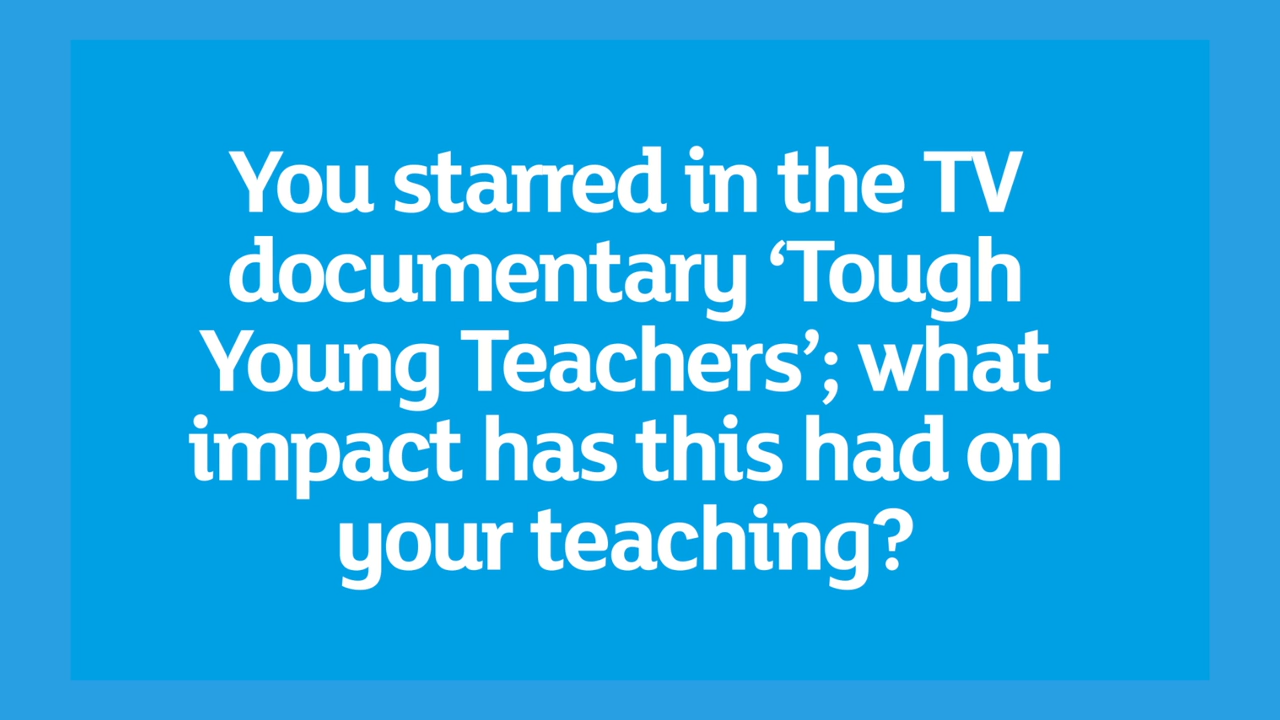 You starred in the TV
documentary ‘Tough
Young Teachers’; what
impact has this had on
your teaching?